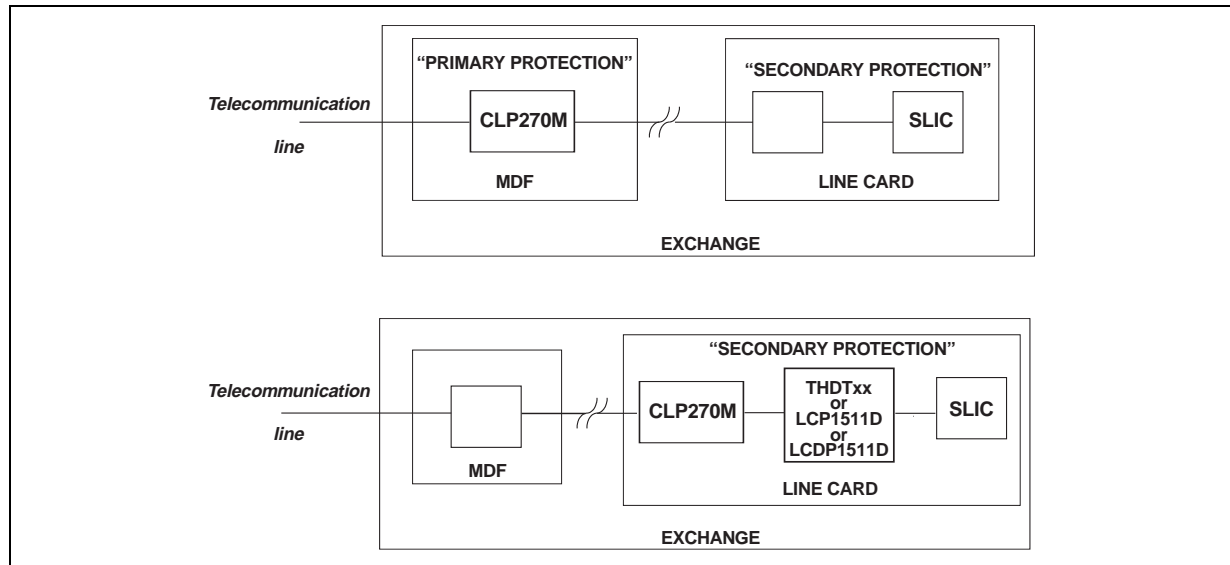 “PRIMARY PROTECTION”
“SECONDARY PROTECTION”
Telecommunication
line
CLP270M
SLIC
MDF
LINE CARD
EXCHANGE
“SECONDARY PROTECTION”
Telecommunication
line
CLP270M
THDTxx
or
LCP1511D
or
LCDP1511D
SLIC
MDF
LINE CARD
EXCHANGE